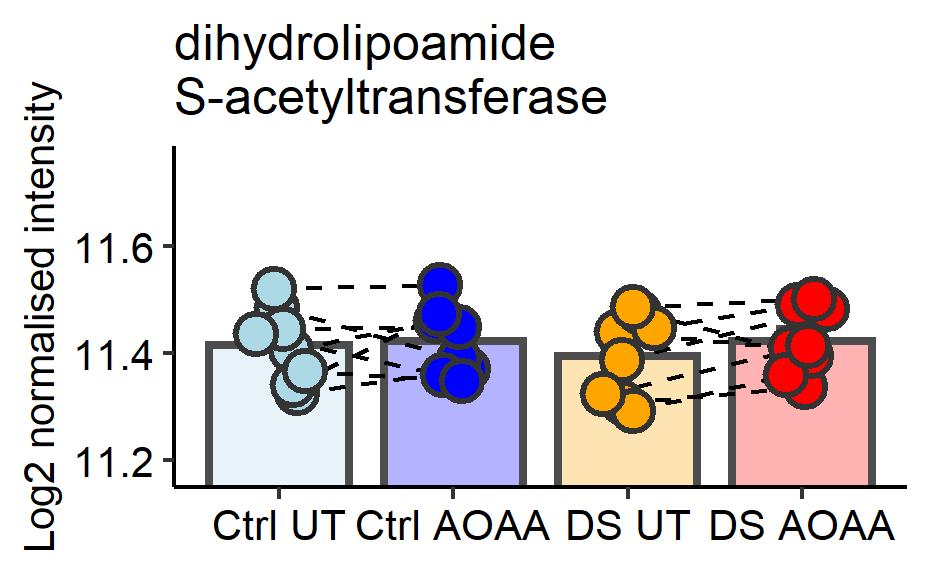 dihydrolipoamide
S-acetyltransferase
Log2 normalised intensity
11.6
11.4
11.2
Ctrl UT Ctrl AOAA DS UT DS AOAA